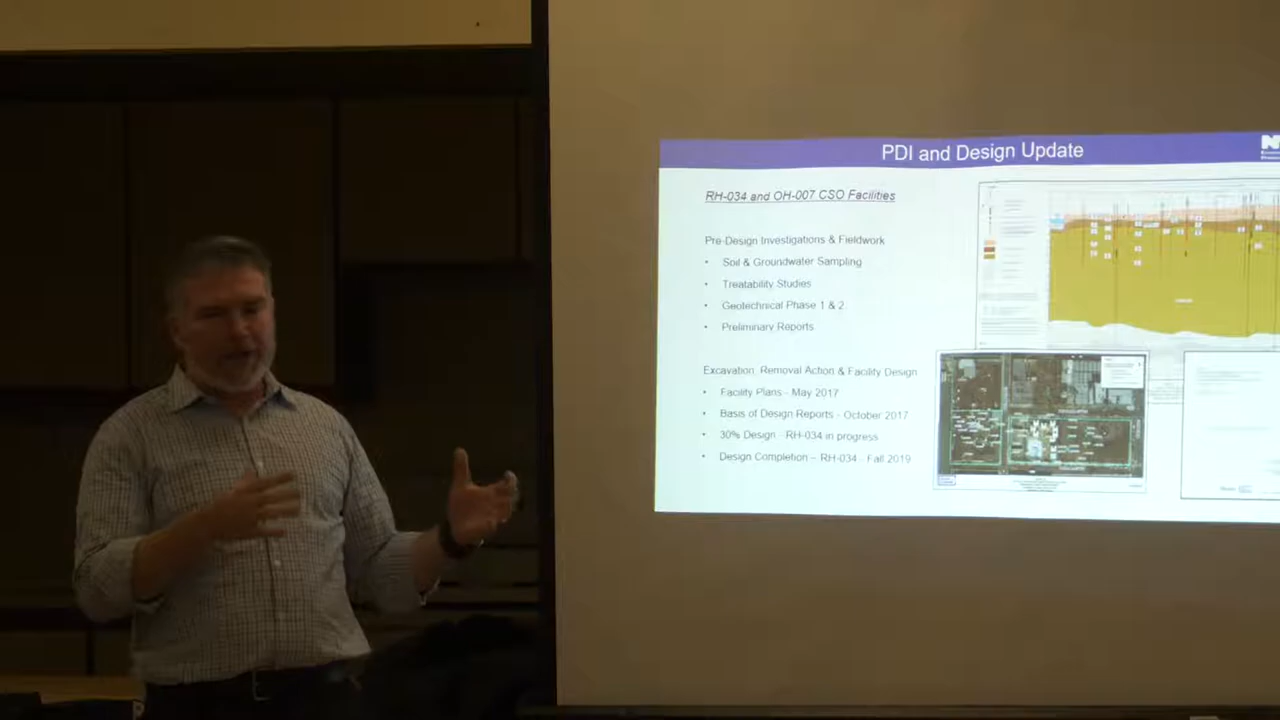 PDI and Design Update
RH-034 and OH-007 CSO Facilities
Pre-Design Investigations & Fieldwork
• Soil & Groundwater Sampling
• Treatability Studies
• Geotechnical Phase 1 & 2
• Preliminary Reports
Excavation, Removal Action & Facility Design
• Facility Plans - May 2017
• Basis of Design Reports - October 2017
• 30% Design - RH-034 in progress
• Design Completion – RH-034 - Fall 2019